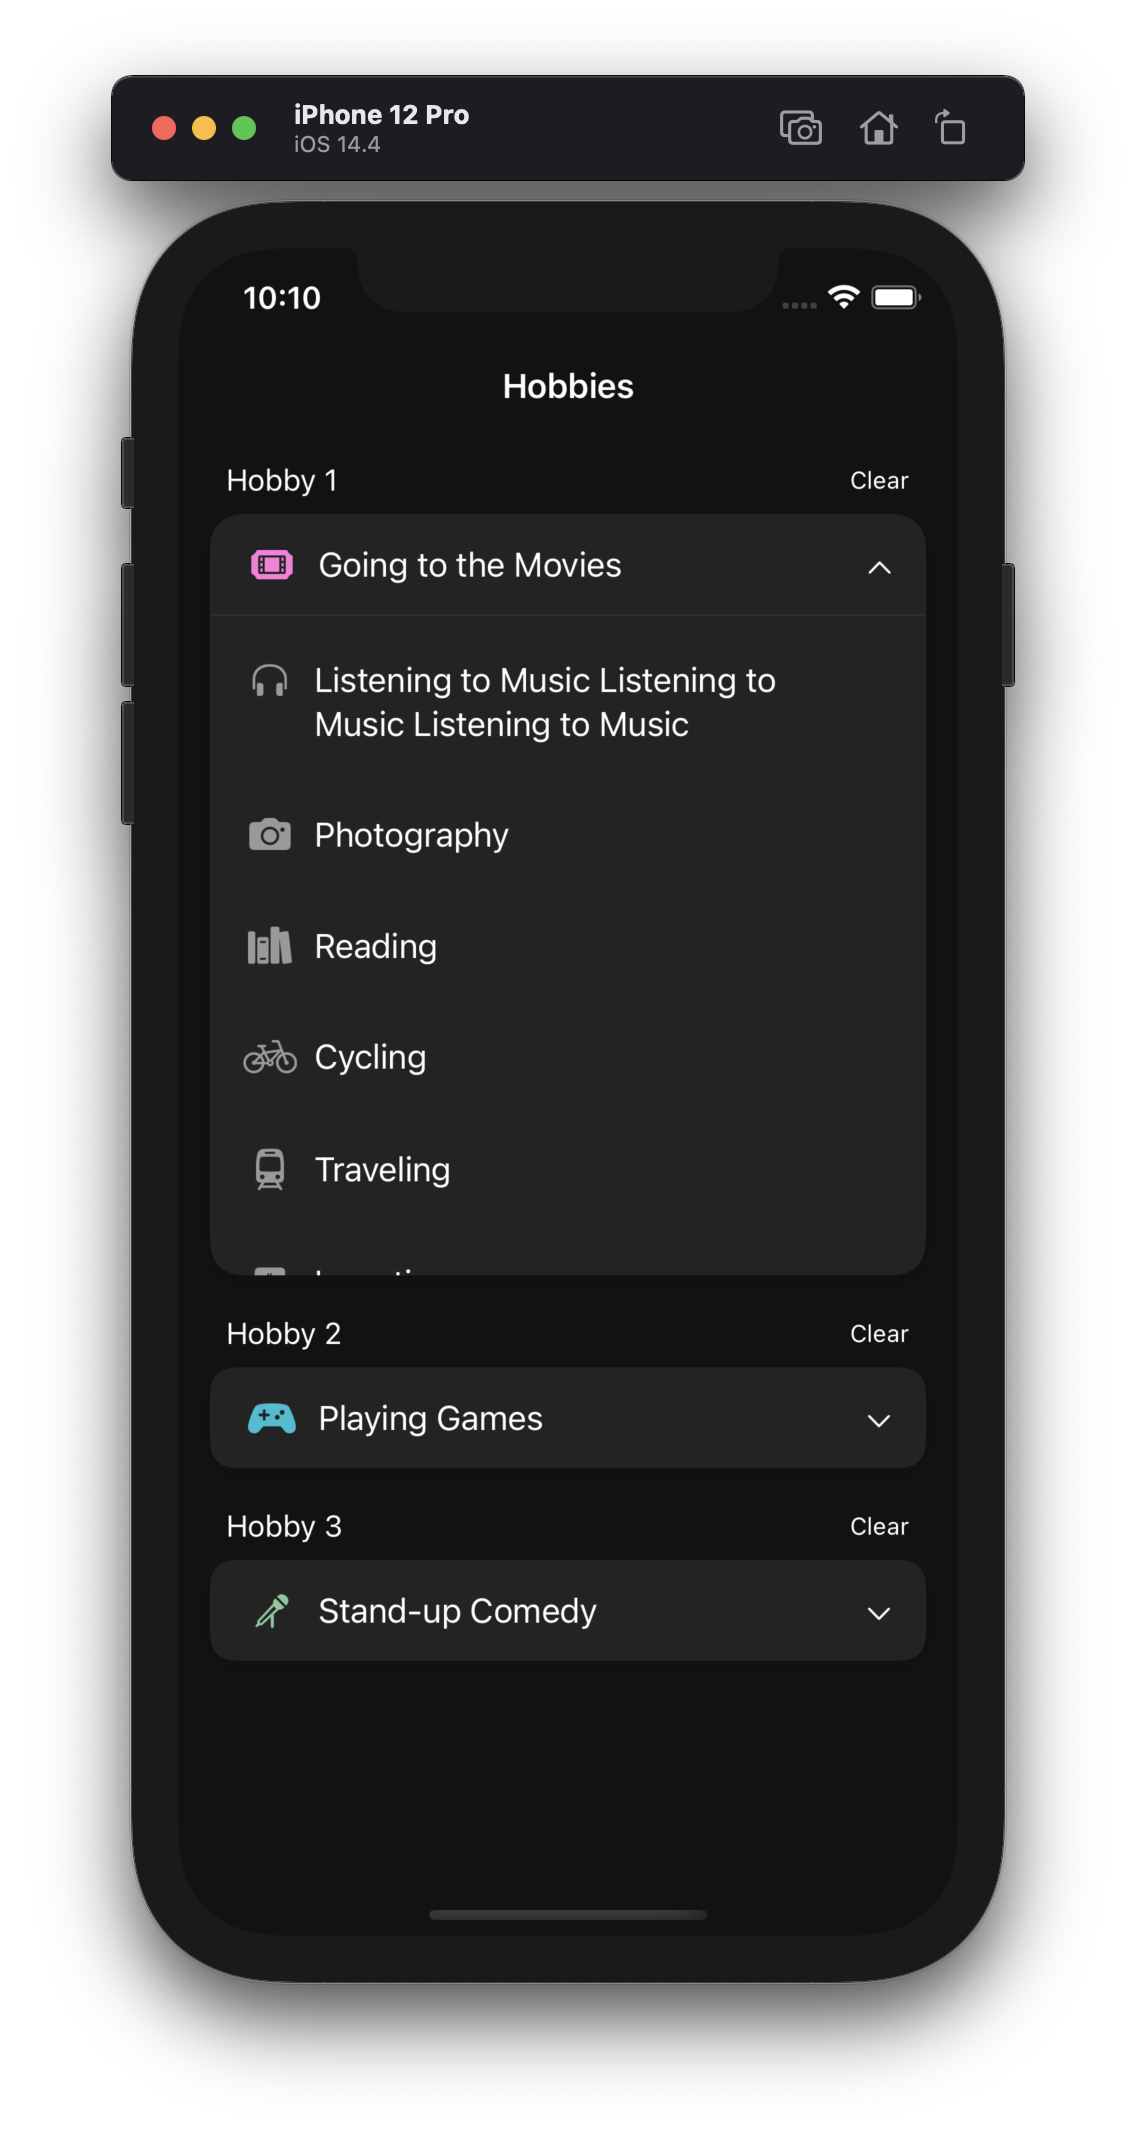 iPhone 12 Pro
iOS 14.4
10:10
Hobbies
Hobby 1
Clear
Going to the Movies
Listening to Music Listening to
Music Listening to Music
Photography
Reading
Cycling
Traveling
Hobby 2
Clear
Playing Games
Hobby 3
Clear
Stand-up Comedy